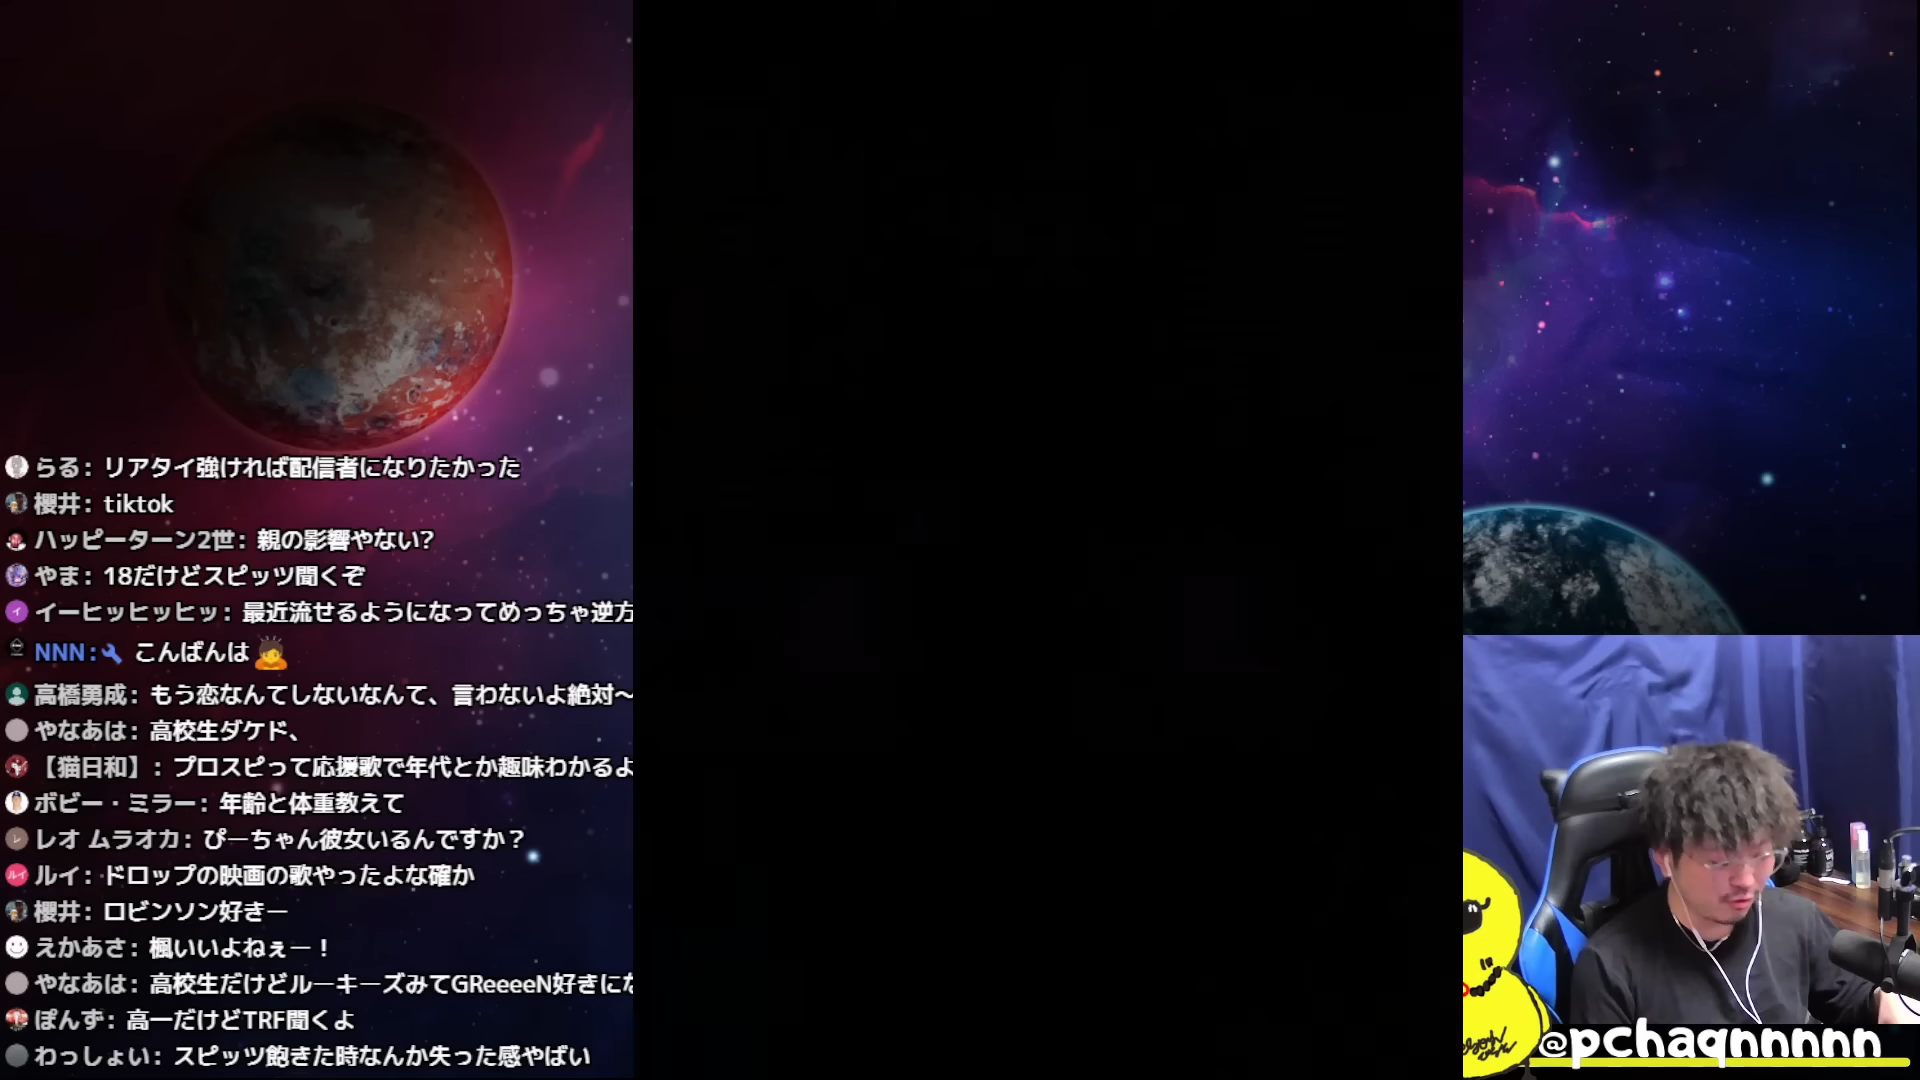 らる: リアタイ強ければ配信者になりたかった
櫻井: tiktok
ハッピーターン2世: 親の影響やない?
やま: 18だけどスピッツ聞くぞ
イーヒッヒッヒッ: 最近流せるようになってめっちゃ逆方
NNN: こんばんは
高橋勇成: もう恋なんてしないなんて、言わないよ絶対〜
やなあは: 高校生ダケド、
【猫日和】: プロスピって応援歌で年代とか趣味わかるよ
ボビー・ミラー: 年齢と体重教えて
レオ ムラオカ: ぴーちゃん彼女いるんですか？
ルイ: ドロップの映画の歌やったよな確か
櫻井: ロビンソン好きー
えかあさ: 楓いいよねぇー！
やなあは: 高校生だけどルーキーズみてGReeeeN好きにな
ぽんず: 高一だけどTRF聞くよ
わっしょい: スピッツ飽きた時なんか失った感やばい
@pchaqnnnnn